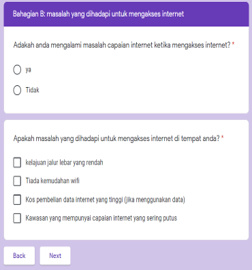 Bahagian B: masalah yang dihadapi untuk mengakses internet
Adakah anda mengalami masalah capaian internet ketika mengakses internet? *
ya
Tidak
Apakah masalah yang dihadapi untuk mengakses internet di tempat anda? *
kelajuan jalur lebar yang rendah
Tiada kemudahan wifi
Kos pembelian data internet yang tinggi (jika menggunakan data)
Kawasan yang mempunyai capaian internet yang sering putus
Back
Next